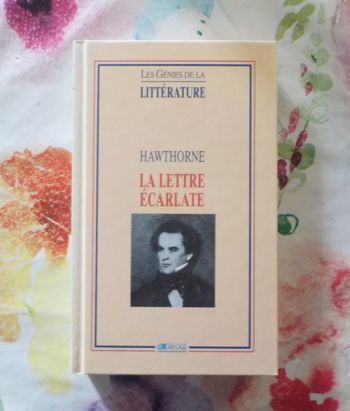 LES GÉNIES DE LA
LITTÉRATURE
HAWTHORNE
LA LETTRE
ÉCARLATE
ATLAS